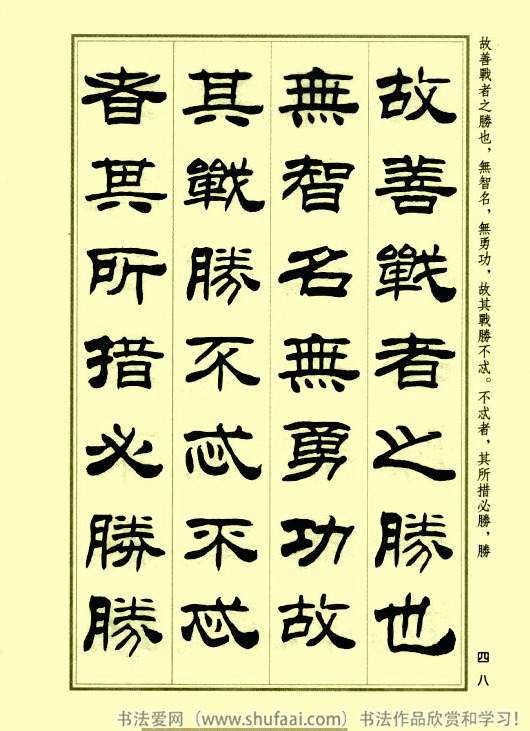 故善戰者之勝也，無智名，無勇功，故其戰勝不忒。不忒者，其所措必勝，勝
四八
故善戰者之勝也
無智名無勇功故
其戰勝不忒不忒
者其所措必勝勝
书法爱网（www.shufaai.com）书法作品欣赏和学习！